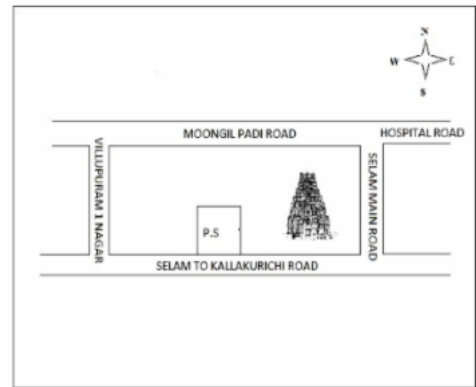 N
W E
S
MOONGIL PADI ROAD
HOSPITAL ROAD
VILLUPURAM 1 NAGAR
SELAM MAIN ROAD
P.S
SELAM TO KALLAKURICHI ROAD